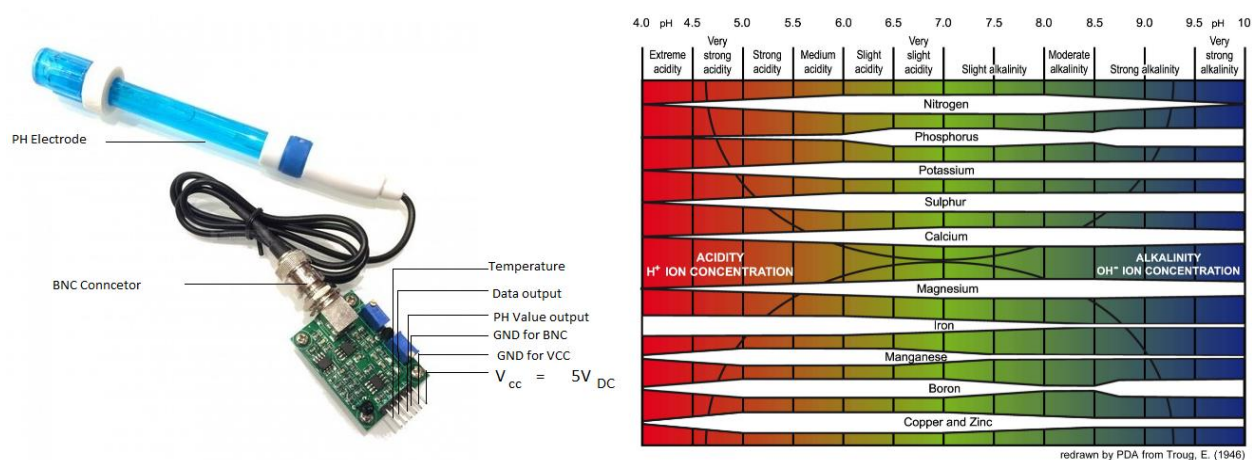 PH Electrode
BNC Conncetor
Temperature
Data output
PH Value output
GND for BNC
GND for VCC
Vcc = 5V DC
4.0 4.5 5.0 5.5 6.0 6.5 7.0 7.5 8.0 8.5 9.0 9.5 pH 10
Extreme
acidity
Very
strong
acidity
Strong
acidity
Medium
acidity
Slight
acidity
Very
slight
acidity
Slight alkalinity
Moderate
alkalinity
Strong alkalinity
Very
strong
alkalinity
Nitrogen
Phosphorus
Potassium
Sulphur
Calcium
ACIDITY
H⁺ ION CONCENTRATION
ALKALINITY
OH⁻ ION CONCENTRATION
Magnesium
Iron
Manganese
Boron
Copper and Zinc
redrawn by PDA from Troug, E. (1946)